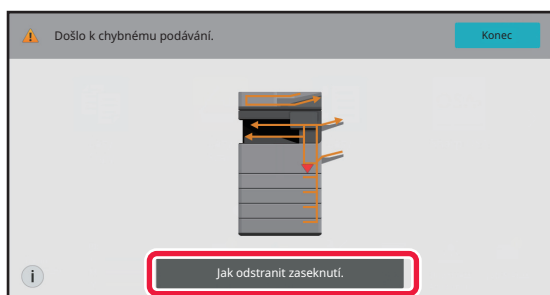 Došlo k chybnému podávání.
Konec
Jak odstranit zaseknutí.
i